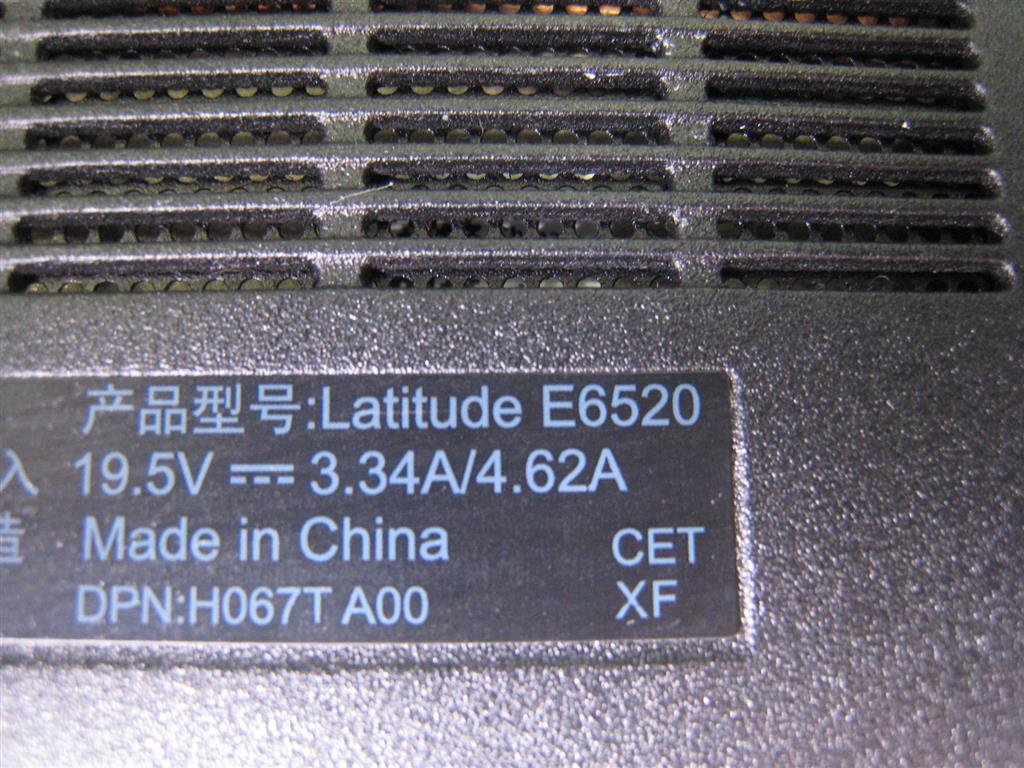 产品型号:Latitude E6520
入 19.5V ⎓ 3.34A/4.62A
造 Made in China CET
DPN:H067T A00 XF